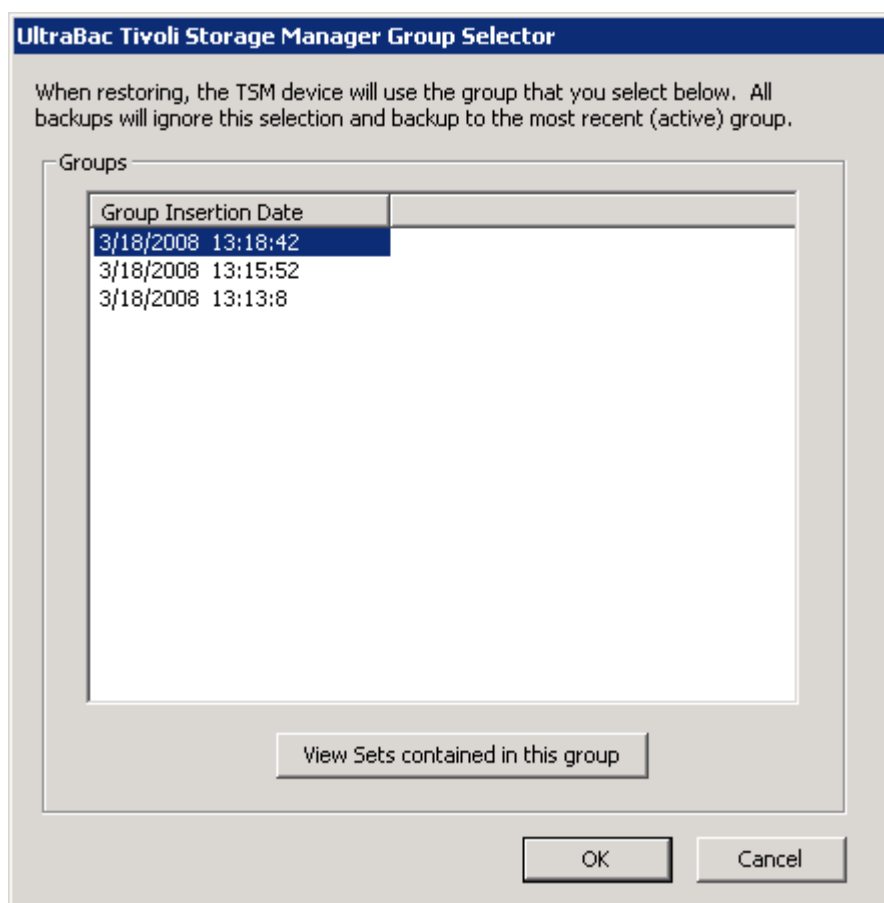 UltraBac Tivoli Storage Manager Group Selector
When restoring, the TSM device will use the group that you select below.  All
backups will ignore this selection and backup to the most recent (active) group.
Groups
Group Insertion Date
3/18/2008  13:18:42
3/18/2008  13:15:52
3/18/2008  13:13:8
View Sets contained in this group
OK
Cancel